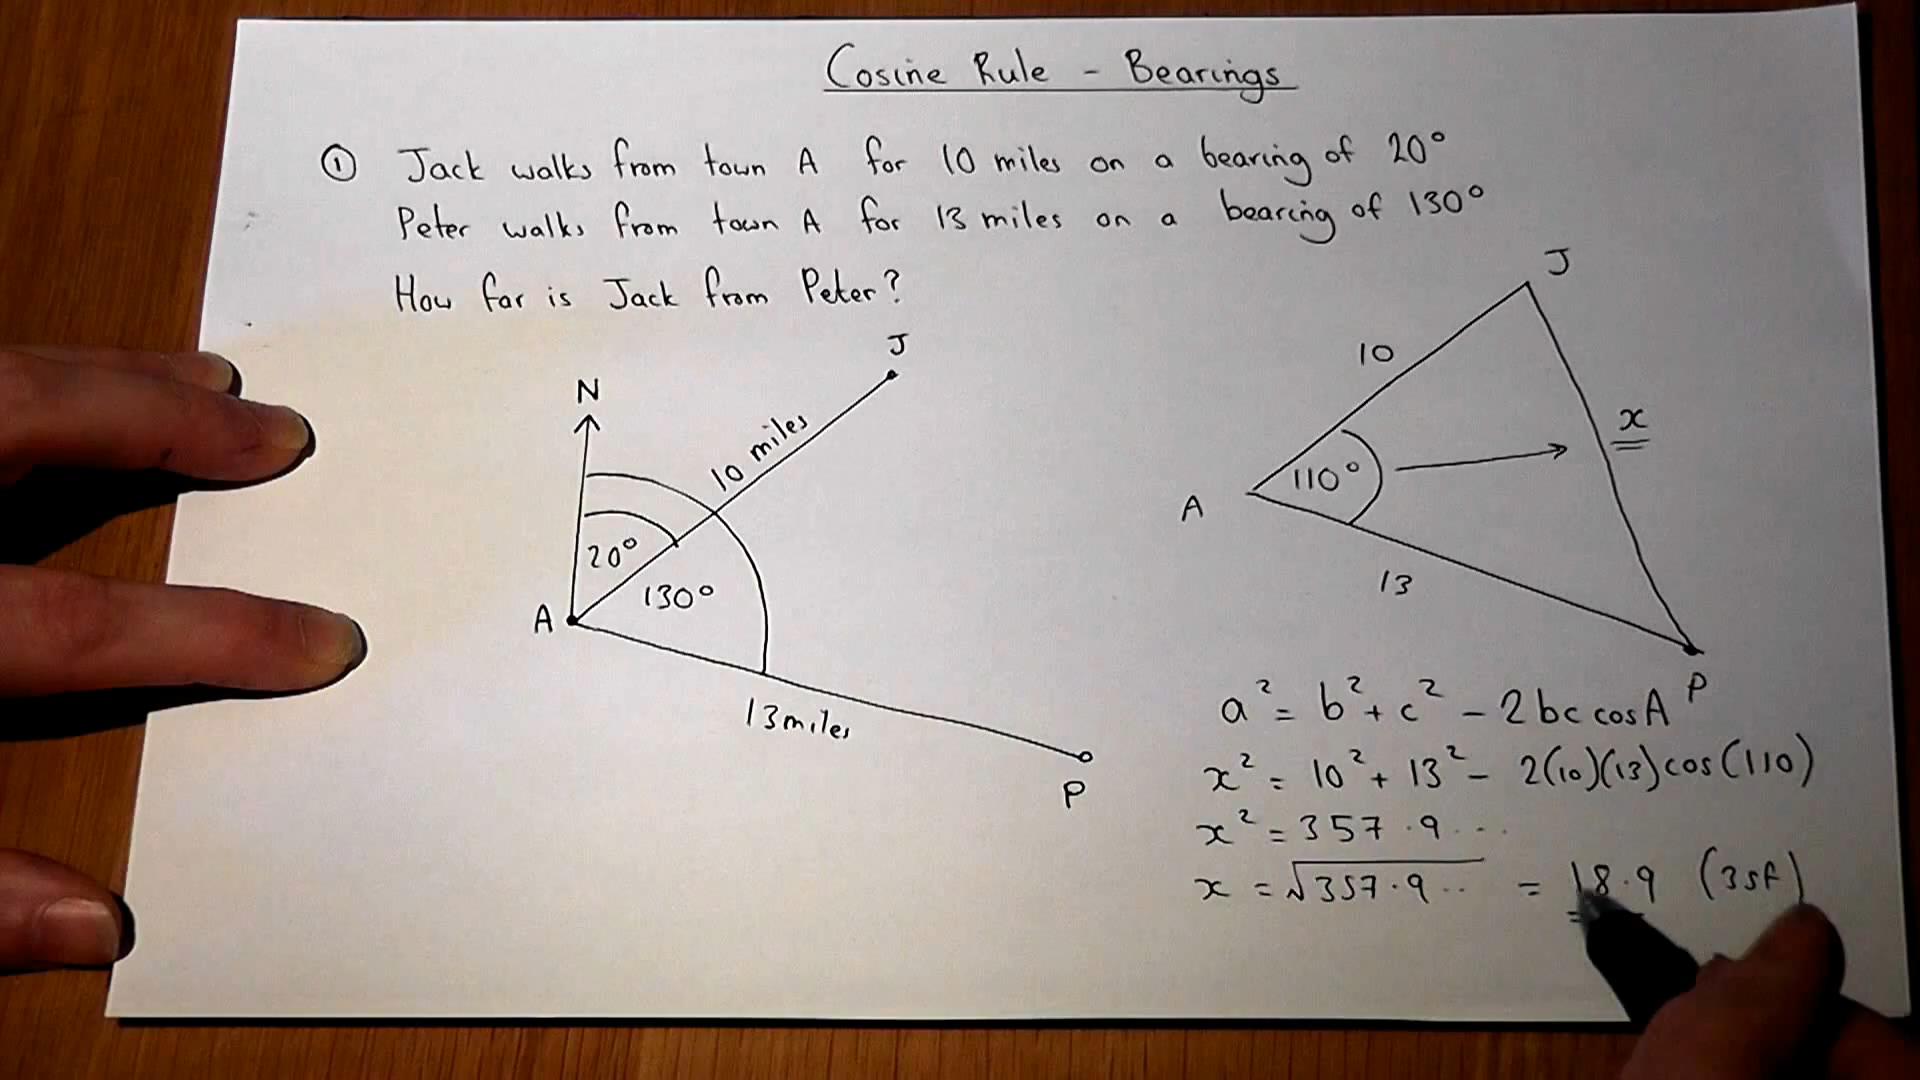 Cosine Rule - Bearings
① Jack walks from town A for 10 miles on a bearing of 20°
Peter walks from town A for 13 miles on a bearing of 130°
How far is Jack from Peter?
N
J
10 miles
20°
130°
A
13 miles
P
J
10
x
110°
A
13
P
a² = b² + c² - 2bc cos A
x² = 10² + 13² - 2(10)(13)cos(110)
x² = 357.9...
x = √357.9.. = 18.9 (3sf)